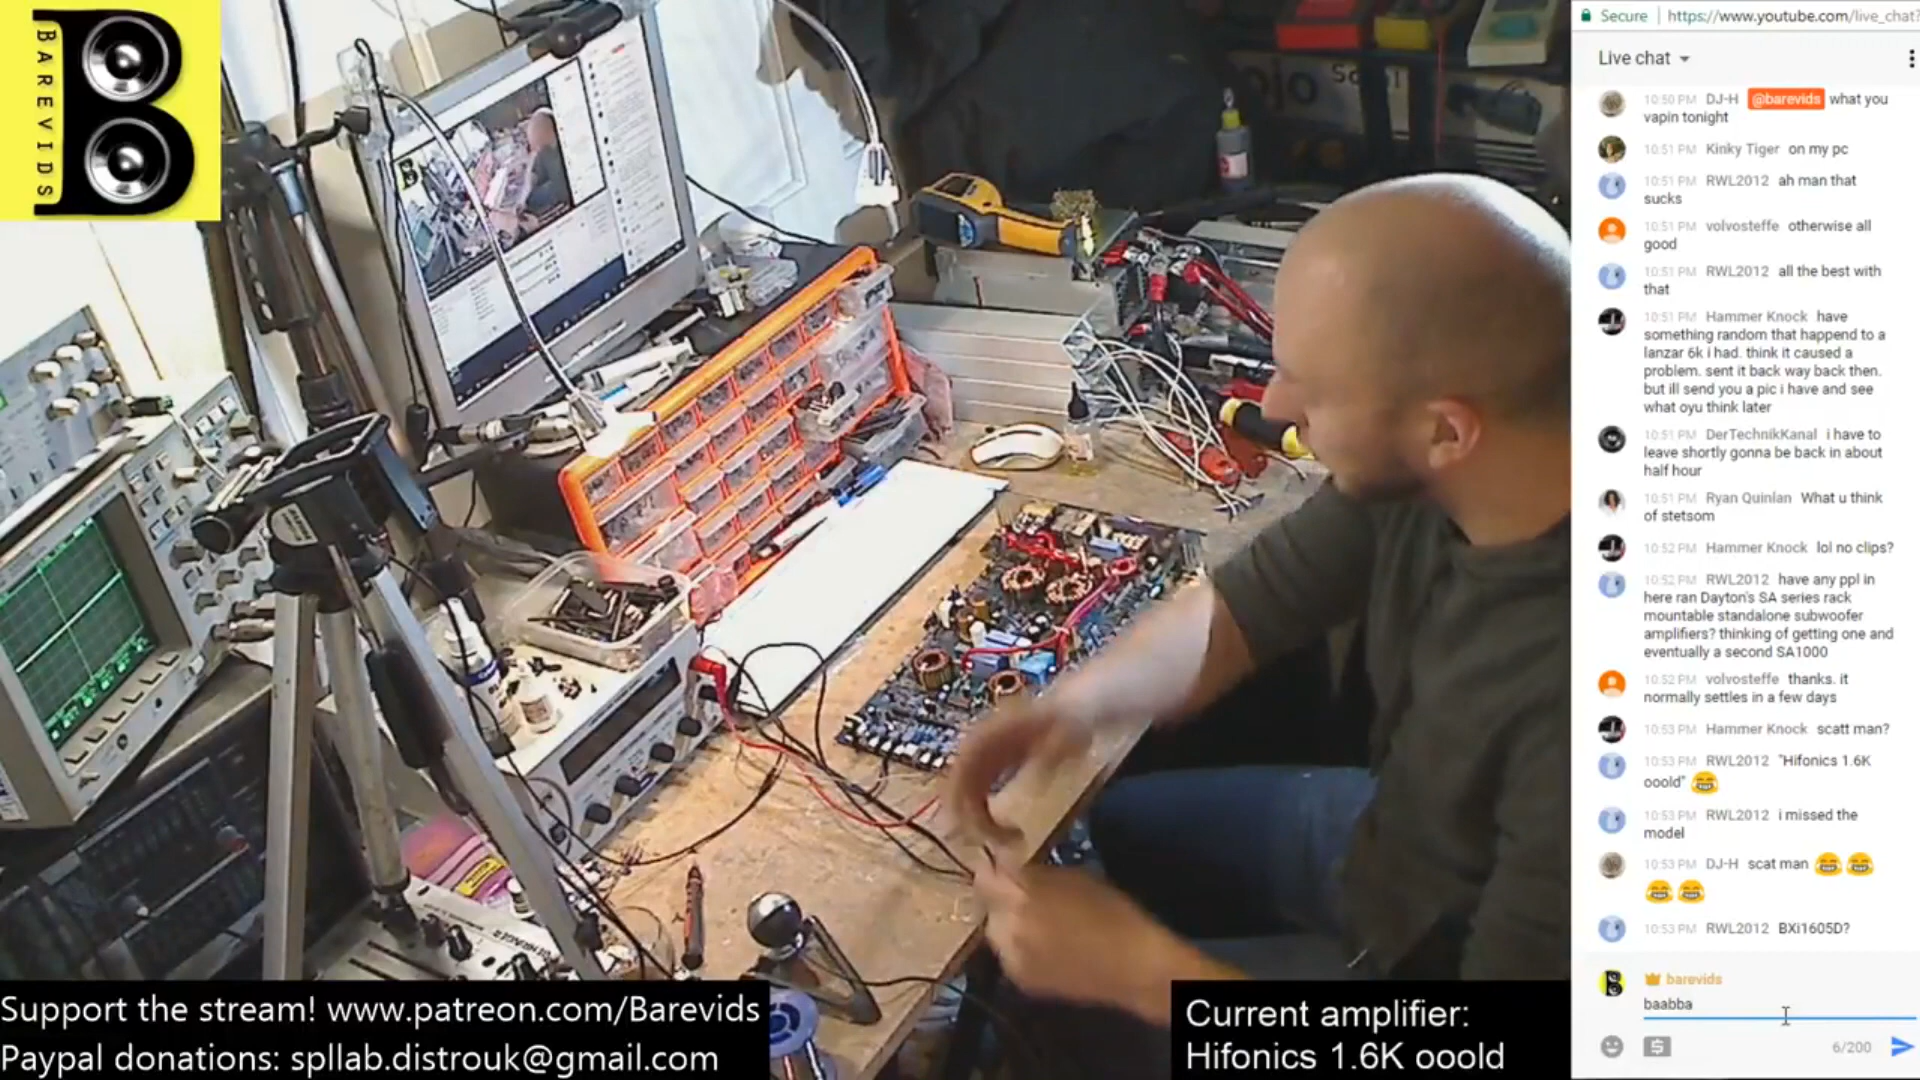 BAREVIDS
Secure
https://www.youtube.com/live_chat?
Live chat
10:50 PM DJ-H @barevids what you
vapin tonight
10:51 PM Kinky Tiger on my pc
10:51 PM RWL2012 ah man that
sucks
10:51 PM volvosteffe otherwise all
good
10:51 PM RWL2012 all the best with
that
10:51 PM Hammer Knock have
something random that happend to a
lanzar 6k i had. think it caused a
problem. sent it back way back then.
but ill send you a pic i have and see
what oyu think later
10:51 PM DerTechnikKanal i have to
leave shortly gonna be back in about
half hour
10:51 PM Ryan Quinlan What u think
of stetsom
10:52 PM Hammer Knock lol no clips?
10:52 PM RWL2012 have any ppl in
here ran Dayton's SA series rack
mountable standalone subwoofer
amplifiers? thinking of getting one and
eventually a second SA1000
10:52 PM volvosteffe thanks. it
normally settles in a few days
10:53 PM Hammer Knock scatt man?
10:53 PM RWL2012 "Hifonics 1.6K
ooold" 😂
10:53 PM RWL2012 i missed the
model
10:53 PM DJ-H scat man 😂 😂
😂 😂
10:53 PM RWL2012 BXi1605D?
barevids
baabba
6/200
BEHRINGER
Support the stream! www.patreon.com/Barevids
Paypal donations: spllab.distrouk@gmail.com
Current amplifier:
Hifonics 1.6K ooold